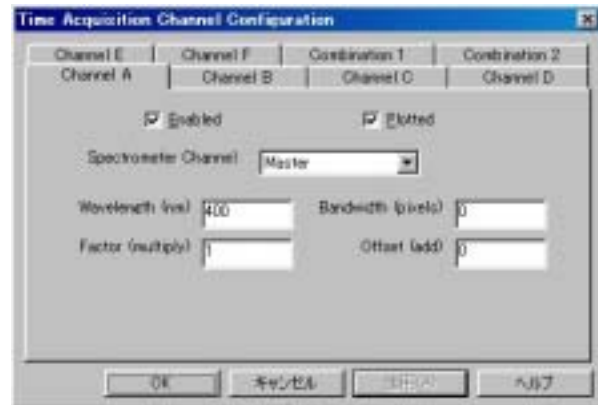 Time Acquisition Channel Configuration
Channel E Channel F Combination 1 Combination 2
Channel A Channel B Channel C Channel D
Enabled Plotted
Spectrometer Channel Master
Wavelength (nm) 400 Bandwidth (pixels) 0
Factor (multiply) 1 Offset (add) 0
OK キャンセル 適用(A) ヘルプ